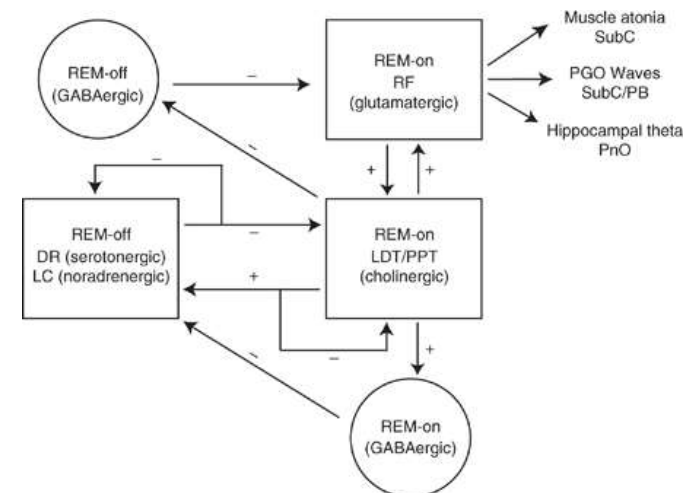 Muscle atonia
SubC
REM-off
(GABAergic)
−
REM-on
RF
(glutamatergic)
PGO Waves
SubC/PB
Hippocampal theta
PnO
−
+
+
−
REM-off
DR (serotonergic)
LC (noradrenergic)
−
REM-on
LDT/PPT
(cholinergic)
+
−
+
−
REM-on
(GABAergic)